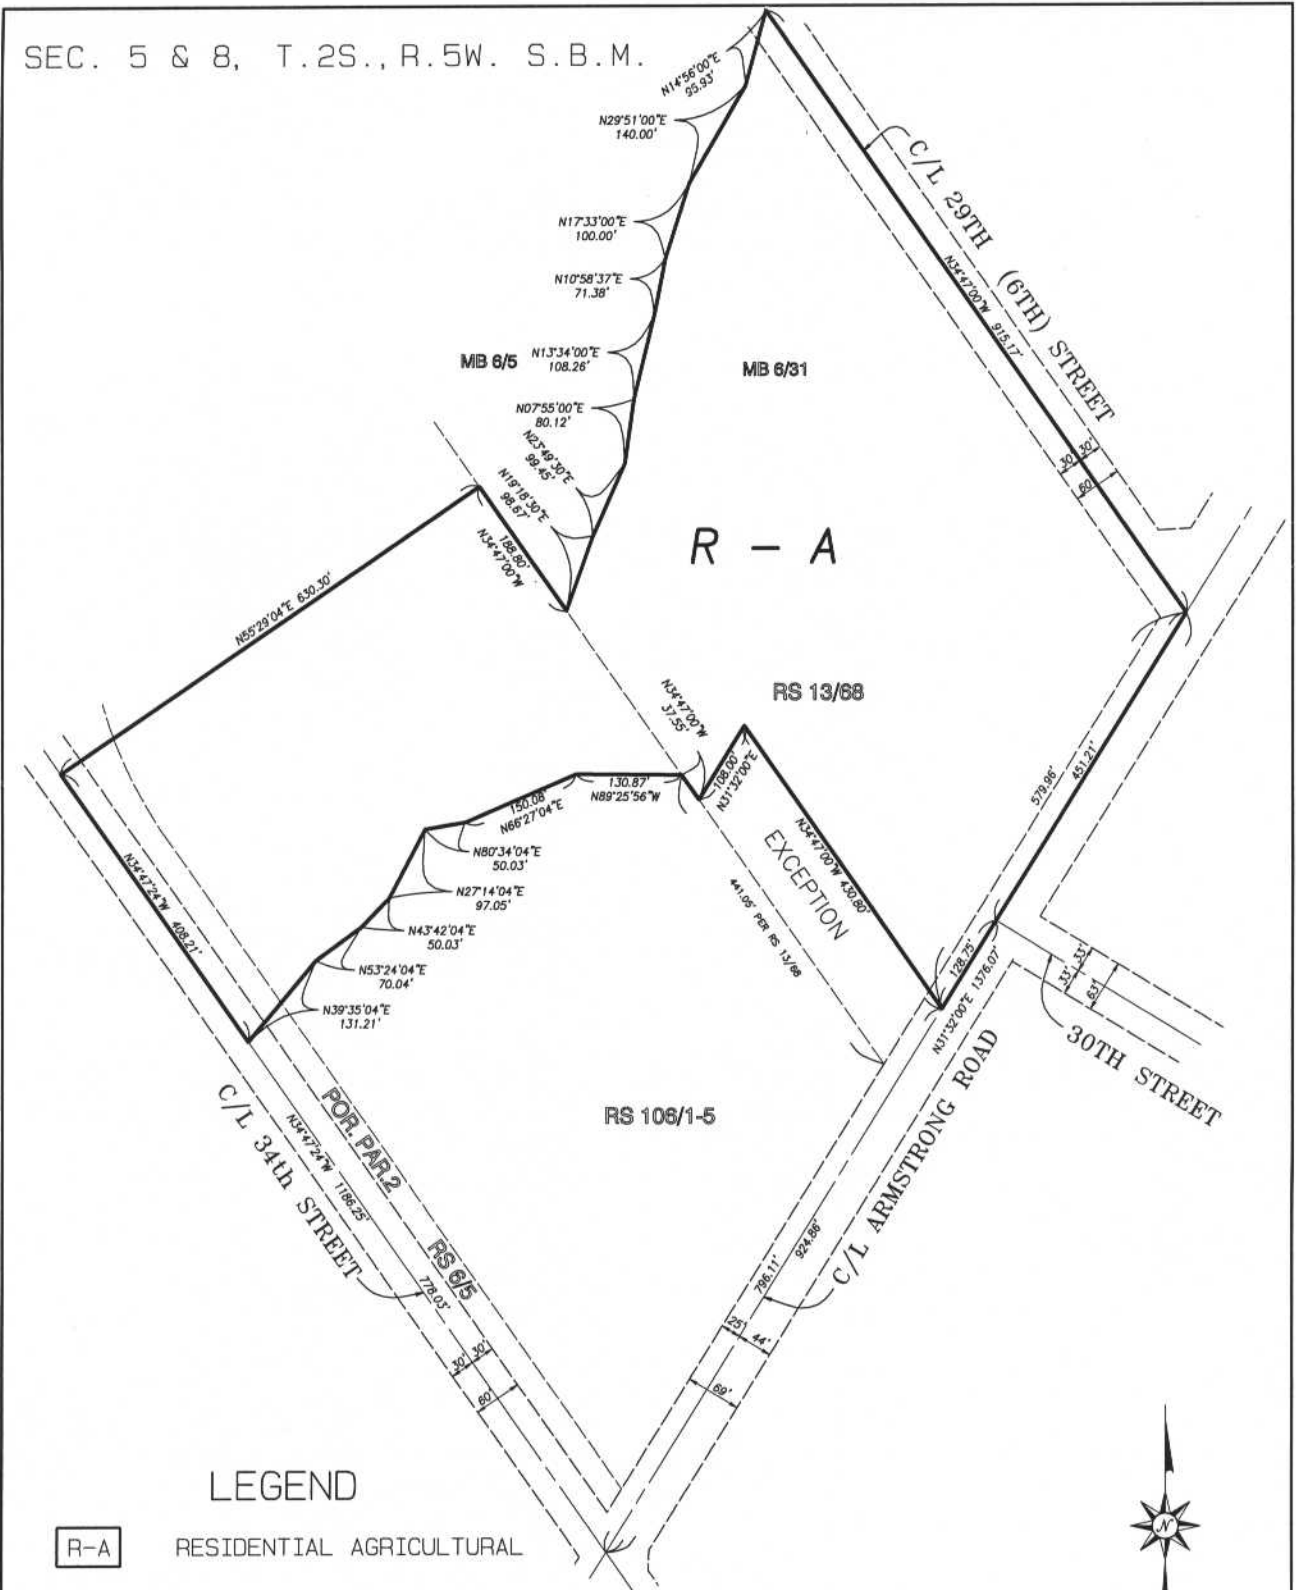 SEC. 5 & 8, T.2S., R.5W. S.B.M.
N14°56'00"E
95.93'
N29°51'00"E
140.00'
C/L 29TH (6TH) STREET
N17°33'00"E
100.00'
N10°58'37"E
71.38'
N34°47'00"W 915.17'
MB 6/5
N13°34'00"E
108.26'
MB 6/31
N07°55'00"E
80.12'
N23°49'30"E
99.45'
30' 30'
60'
N19°18'30"E
98.67'
188.80'
N34°47'00"W
R - A
N55°29'04"E 630.30'
RS 13/68
N34°47'00"W
37.55'
108.00'
N31°32'00"E
579.96'
451.21'
130.87'
N89°25'56"W
150.08'
N66°27'04"E
N34°47'00"W 430.80'
EXCEPTION
N80°34'04"E
50.03'
N27°14'04"E
97.05'
441.05' PER RS 13/68
N34°47'24"W 408.21'
N43°42'04"E
50.03'
N53°24'04"E
70.04'
128.75'
N31°32'00"E 1376.07'
33' 33'
63'
N39°35'04"E
131.21'
30TH STREET
C/L 34th STREET
N34°47'24"W 1186.25'
POR. PAR.2
RS 106/1-5
C/L ARMSTRONG ROAD
RS 6/5
778.03'
924.86'
796.11'
25' 44'
69'
30' 30'
60'
LEGEND
R-A RESIDENTIAL AGRICULTURAL
N